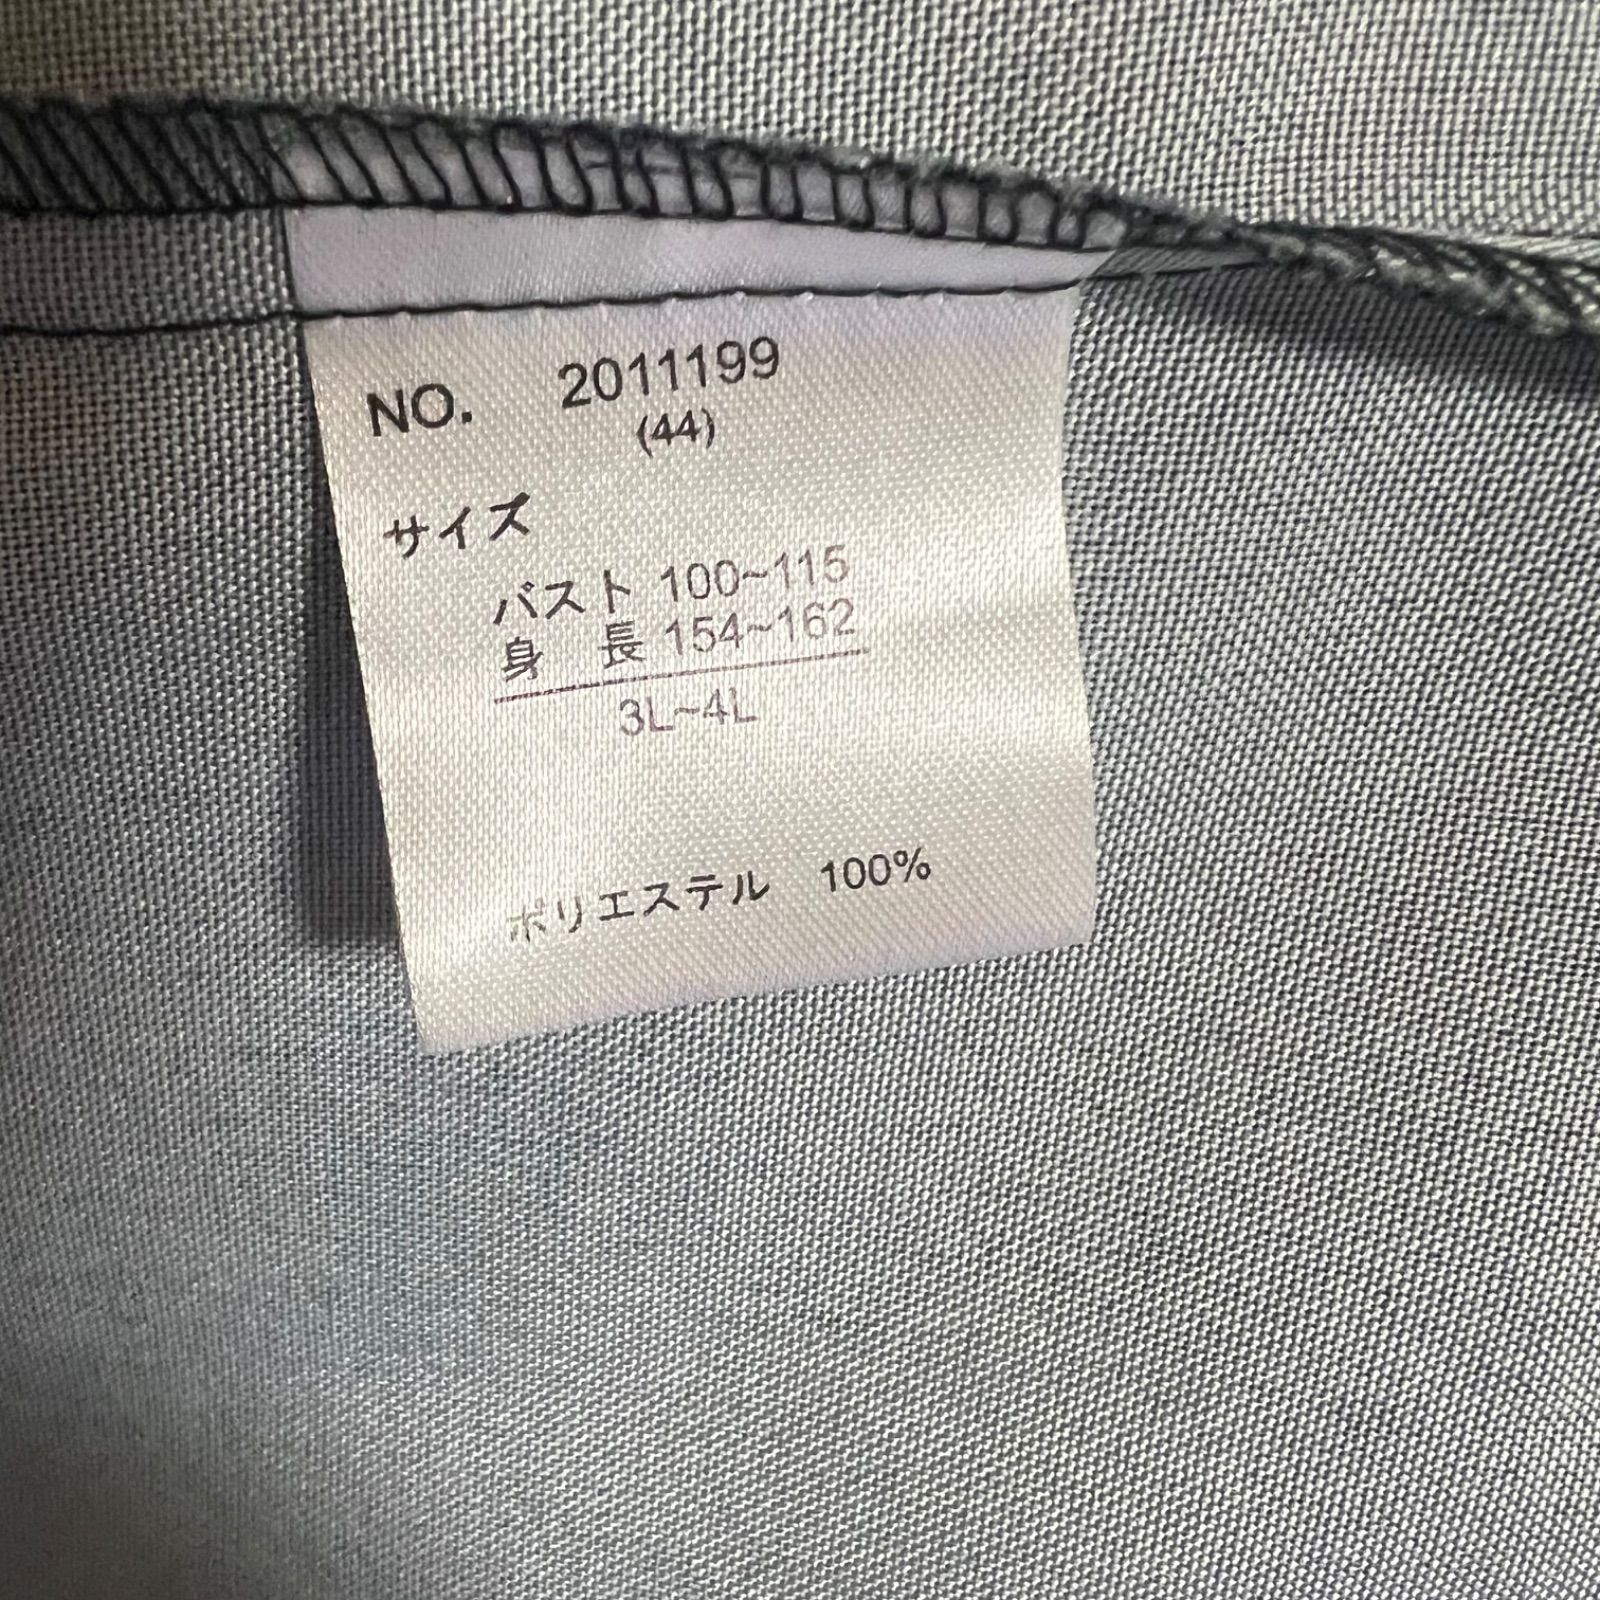 NO. 2011199
(44)
サイズ
バスト 100~115
身 長 154~162
3L~4L
ポリエステル 100%